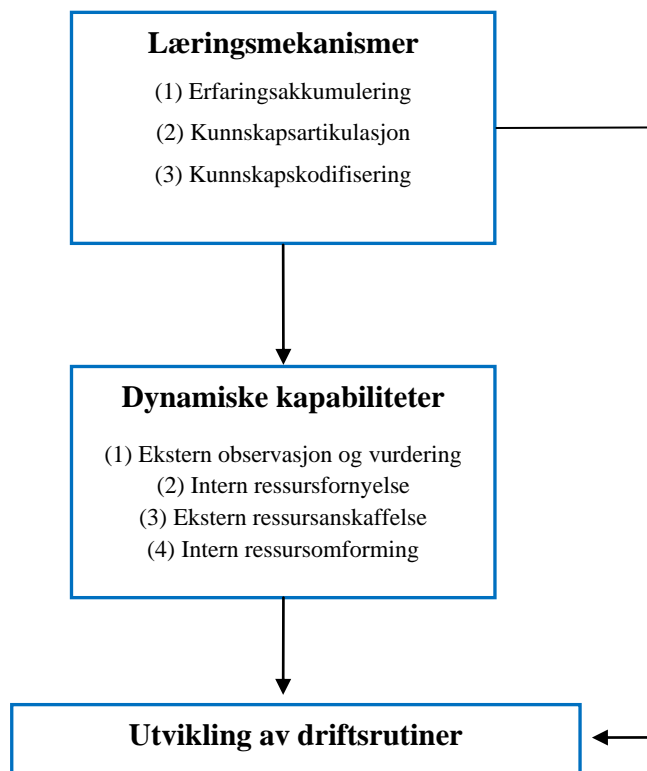 Læringsmekanismer
(1) Erfaringsakkumulering
(2) Kunnskapsartikulasjon
(3) Kunnskapskodifisering
Dynamiske kapabiliteter
(1) Ekstern observasjon og vurdering
(2) Intern ressursfornyelse
(3) Ekstern ressursanskaffelse
(4) Intern ressursomforming
Utvikling av driftsrutiner